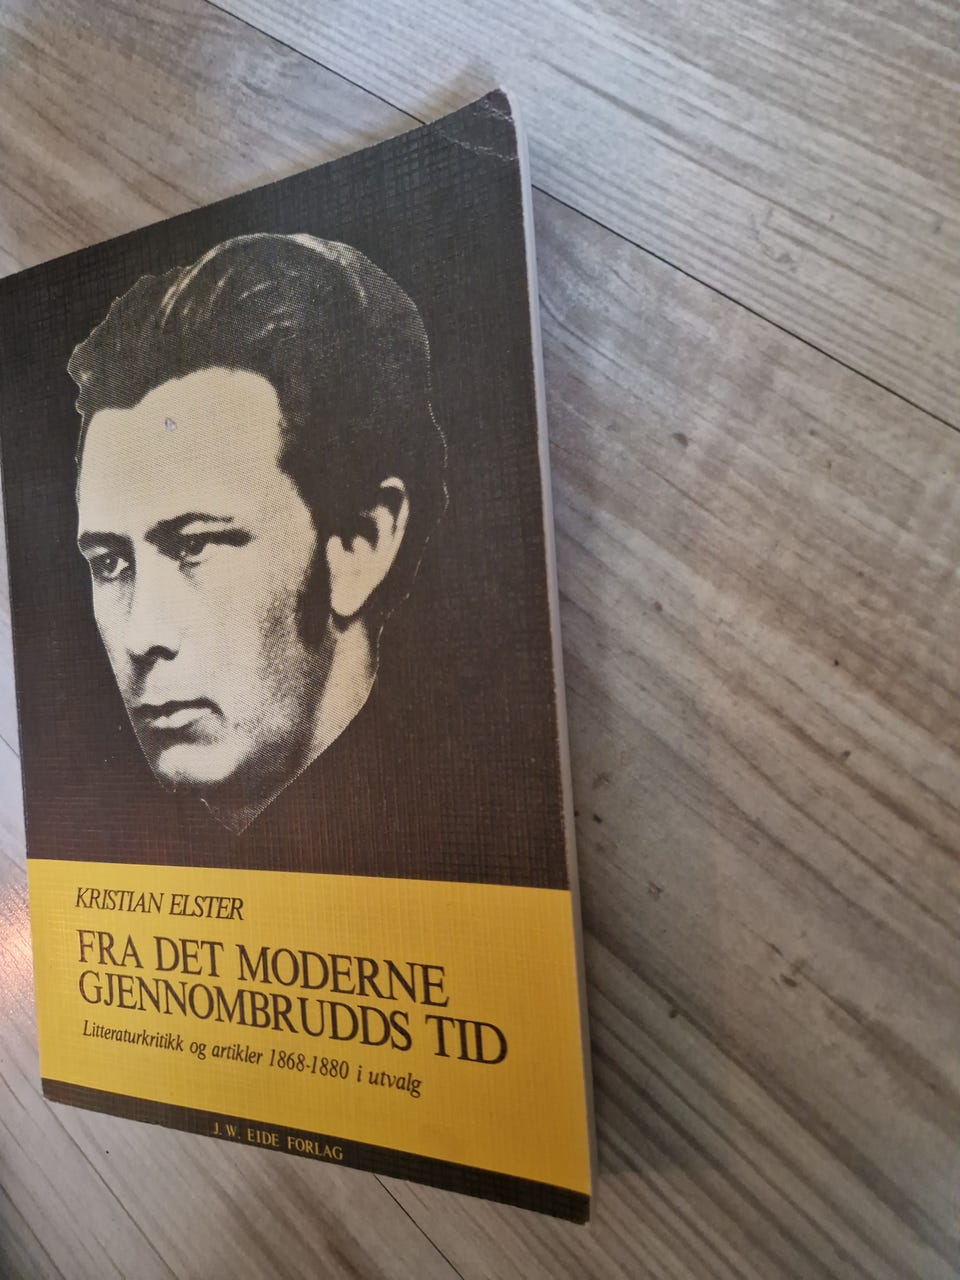 KRISTIAN ELSTER
FRA DET MODERNE
GJENNOMBRUDDS TID
Litteraturkritikk og artikler 1868-1880 i utvalg
J. W. EIDE FORLAG